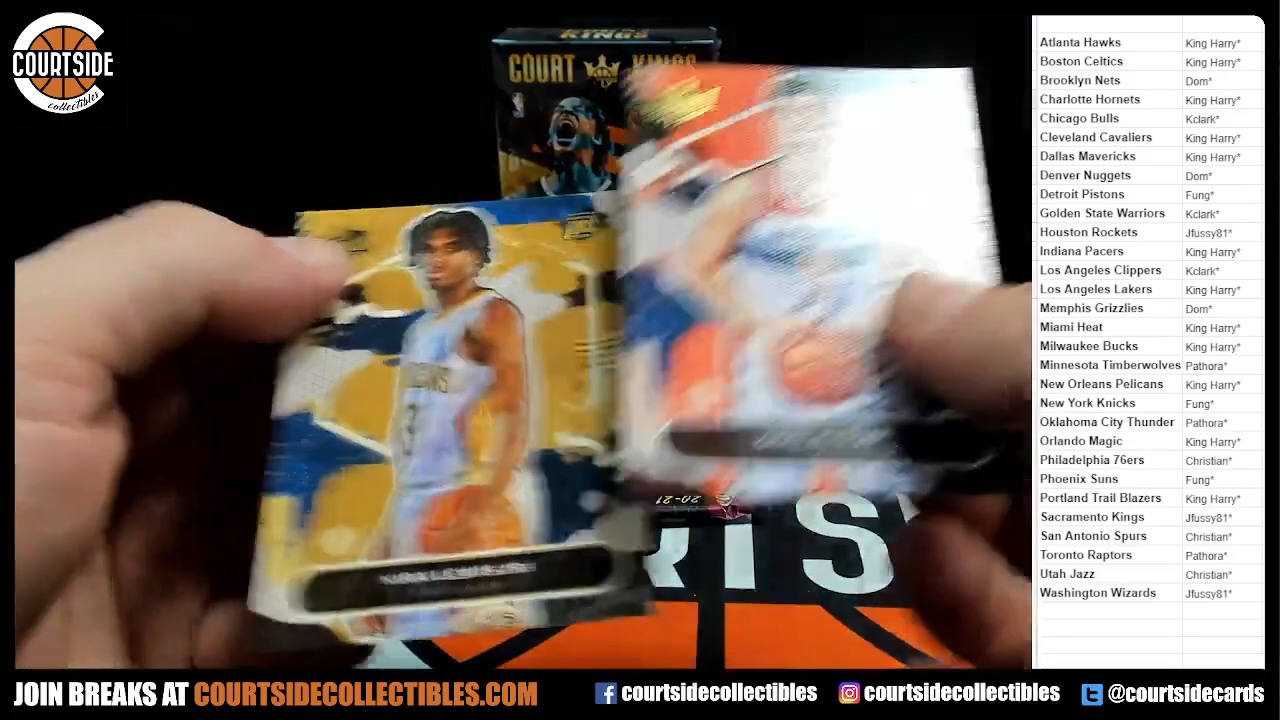 COURTSIDE
collectibles
KINGS
COURT KINGS
20-21
Atlanta Hawks King Harry*
Boston Celtics King Harry*
Brooklyn Nets Dom*
Charlotte Hornets King Harry*
Chicago Bulls Kclark*
Cleveland Cavaliers King Harry*
Dallas Mavericks King Harry*
Denver Nuggets Dom*
Detroit Pistons Fung*
Golden State Warriors Kclark*
Houston Rockets Jfussy81*
Indiana Pacers King Harry*
Los Angeles Clippers Kclark*
Los Angeles Lakers King Harry*
Memphis Grizzlies Dom*
Miami Heat King Harry*
Milwaukee Bucks King Harry*
Minnesota Timberwolves Pathora*
New Orleans Pelicans King Harry*
New York Knicks Fung*
Oklahoma City Thunder Pathora*
Orlando Magic King Harry*
Philadelphia 76ers Christian*
Phoenix Suns Fung*
Portland Trail Blazers King Harry*
Sacramento Kings Jfussy81*
San Antonio Spurs Christian*
Toronto Raptors Pathora*
Utah Jazz Christian*
Washington Wizards Jfussy81*
JOIN BREAKS AT COURTSIDECOLLECTIBLES.COM courtsidecollectibles courtsidecollectibles @courtsidecards